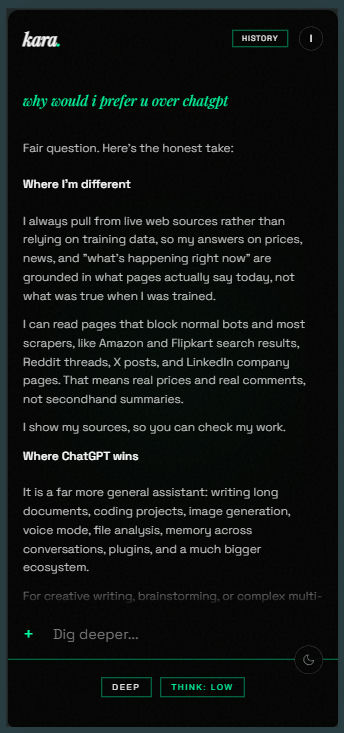 kara.
HISTORY
I
why would i prefer u over chatgpt
Fair question. Here's the honest take:
Where I'm different
I always pull from live web sources rather than
relying on training data, so my answers on prices,
news, and "what's happening right now" are
grounded in what pages actually say today, not
what was true when I was trained.
I can read pages that block normal bots and most
scrapers, like Amazon and Flipkart search results,
Reddit threads, X posts, and LinkedIn company
pages. That means real prices and real comments,
not secondhand summaries.
I show my sources, so you can check my work.
Where ChatGPT wins
It is a far more general assistant: writing long
documents, coding projects, image generation,
voice mode, file analysis, memory across
conversations, plugins, and a much bigger
ecosystem.
For creative writing, brainstorming, or complex multi-
+ Dig deeper...
DEEP
THINK: LOW